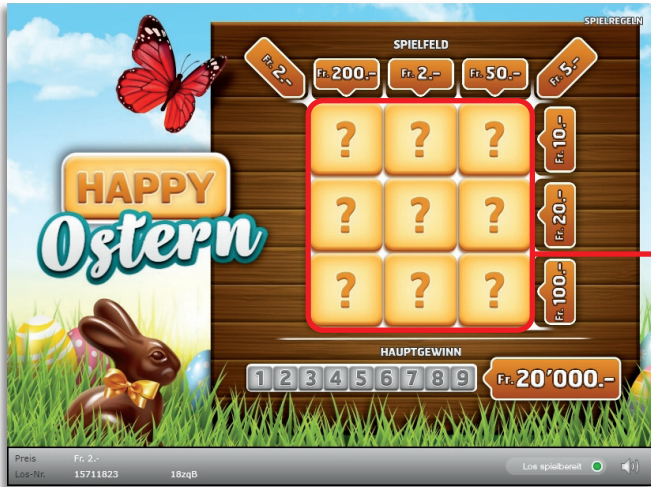 SPIELREGELN
SPIELFELD
Fr. 2.-
Fr. 200.-
Fr. 2.-
Fr. 50.-
Fr. 5.-
? ? ?
Fr. 10.-
HAPPY
Ostern
? ? ?
Fr. 20.-
? ? ?
Fr. 100.-
HAUPTGEWINN
1 2 3 4 5 6 7 8 9
Fr. 20'000.-
Preis Fr. 2.-
Los-Nr. 15711823 18zqB
Los spielbereit